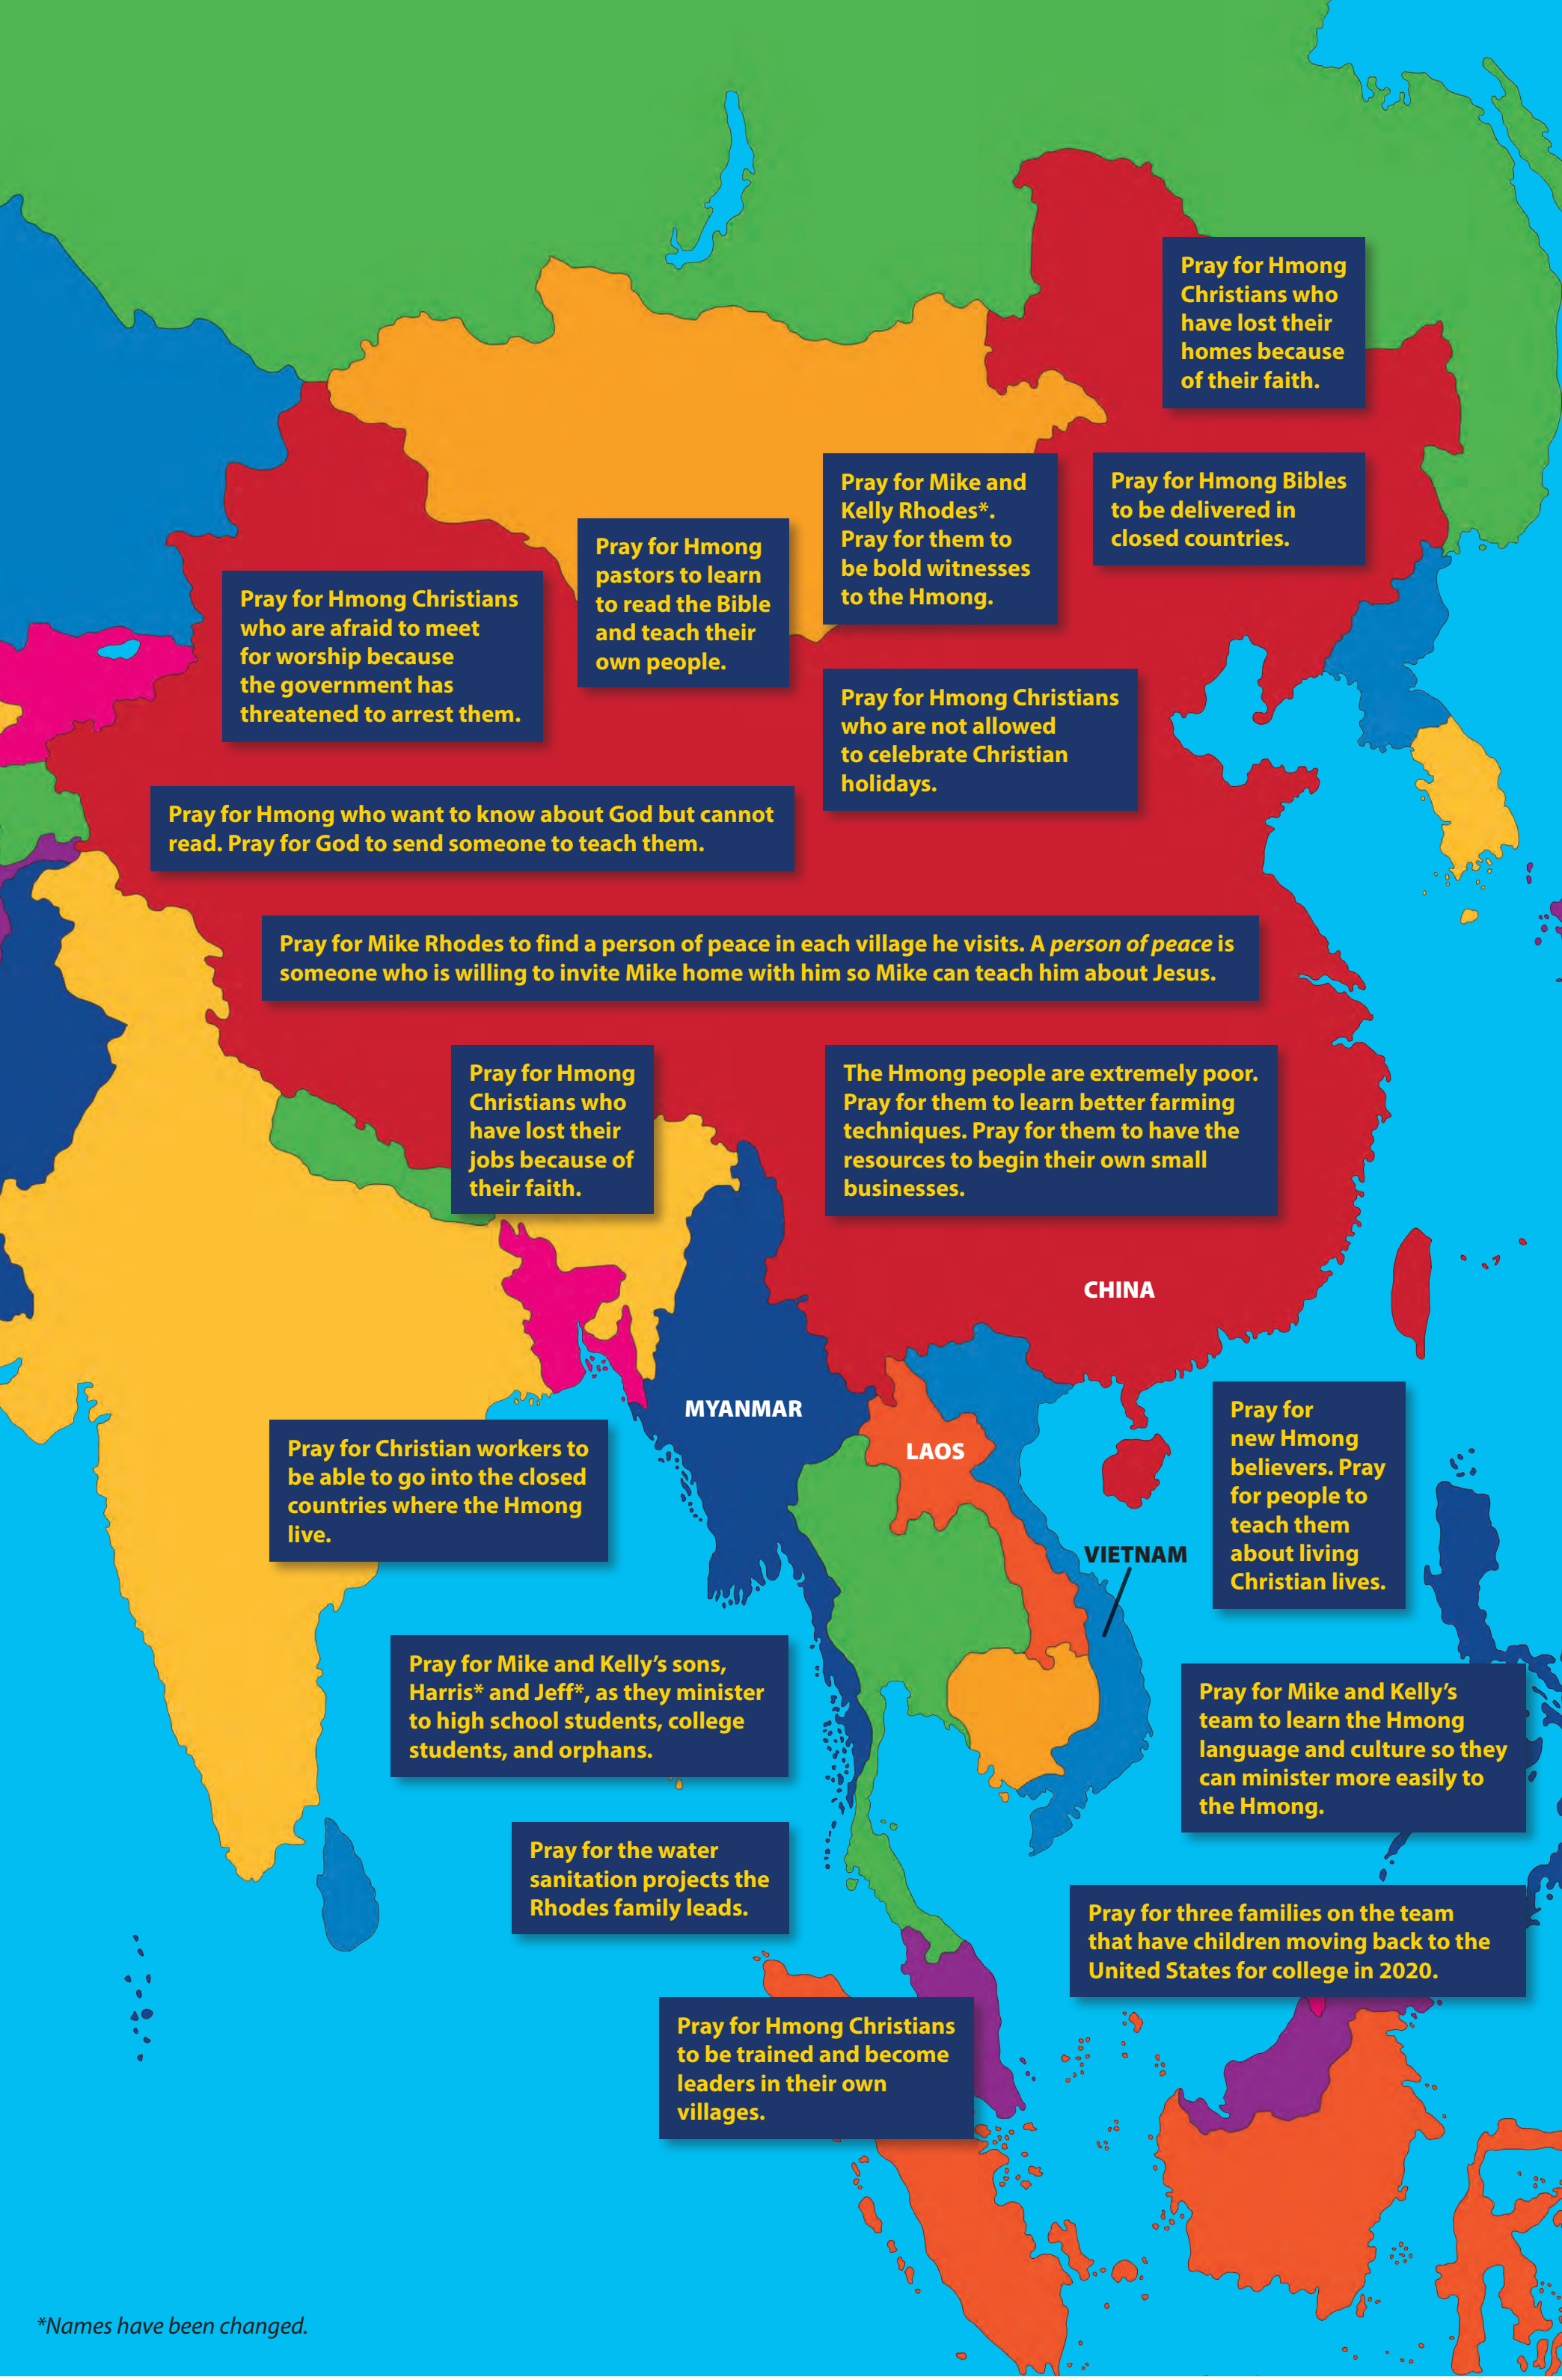 Pray for Hmong
Christians who
have lost their
homes because
of their faith.
Pray for Mike and
Kelly Rhodes*.
Pray for them to
be bold witnesses
to the Hmong.
Pray for Hmong Bibles
to be delivered in
closed countries.
Pray for Hmong
pastors to learn
to read the Bible
and teach their
own people.
Pray for Hmong Christians
who are afraid to meet
for worship because
the government has
threatened to arrest them.
Pray for Hmong Christians
who are not allowed
to celebrate Christian
holidays.
Pray for Hmong who want to know about God but cannot
read. Pray for God to send someone to teach them.
Pray for Mike Rhodes to find a person of peace in each village he visits. A person of peace is
someone who is willing to invite Mike home with him so Mike can teach him about Jesus.
Pray for Hmong
Christians who
have lost their
jobs because of
their faith.
The Hmong people are extremely poor.
Pray for them to learn better farming
techniques. Pray for them to have the
resources to begin their own small
businesses.
CHINA
MYANMAR
LAOS
VIETNAM
Pray for
new Hmong
believers. Pray
for people to
teach them
about living
Christian lives.
Pray for Christian workers to
be able to go into the closed
countries where the Hmong
live.
Pray for Mike and Kelly’s sons,
Harris* and Jeff*, as they minister
to high school students, college
students, and orphans.
Pray for Mike and Kelly’s
team to learn the Hmong
language and culture so they
can minister more easily to
the Hmong.
Pray for the water
sanitation projects the
Rhodes family leads.
Pray for three families on the team
that have children moving back to the
United States for college in 2020.
Pray for Hmong Christians
to be trained and become
leaders in their own
villages.
*Names have been changed.